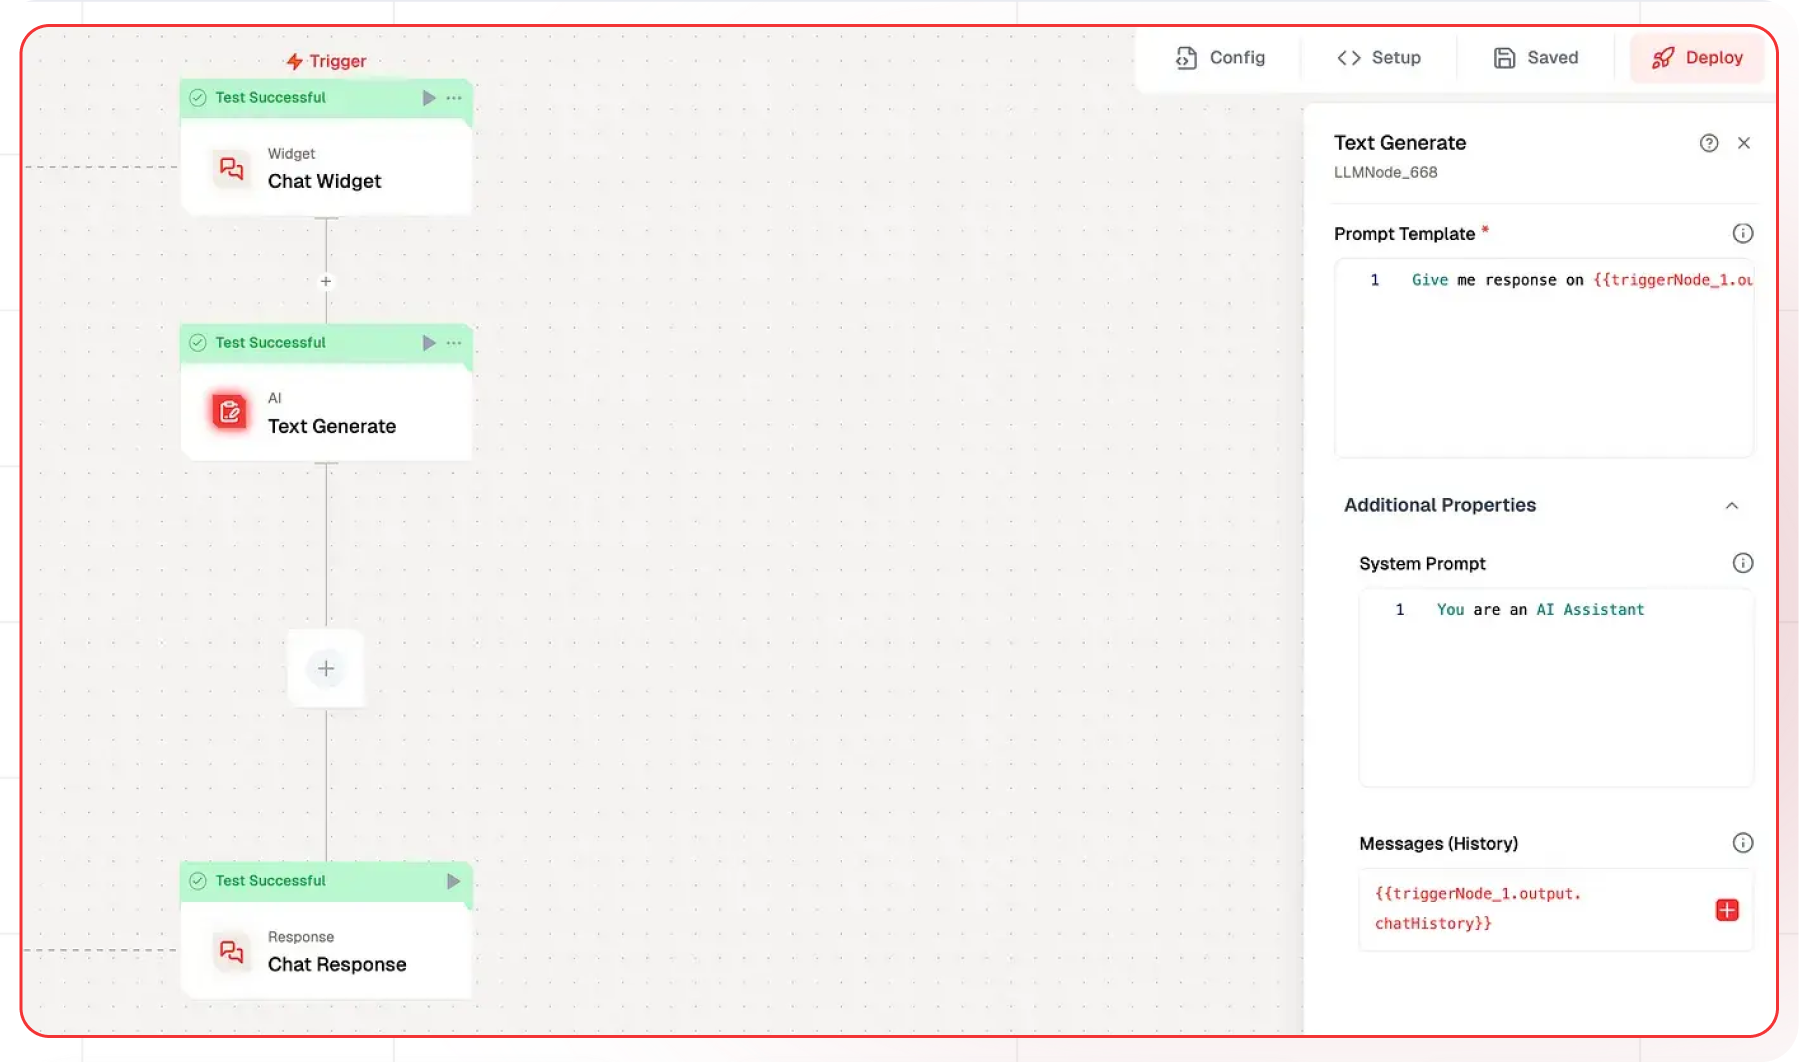 Trigger
Test Successful
Widget
Chat Widget
Test Successful
AI
Text Generate
Test Successful
Response
Chat Response
Config
Setup
Saved
Deploy
Text Generate
LLMNode_668
Prompt Template *
1 Give me response on {{triggerNode_1.ou
Additional Properties
System Prompt
1 You are an AI Assistant
Messages (History)
{{triggerNode_1.output.
chatHistory}}